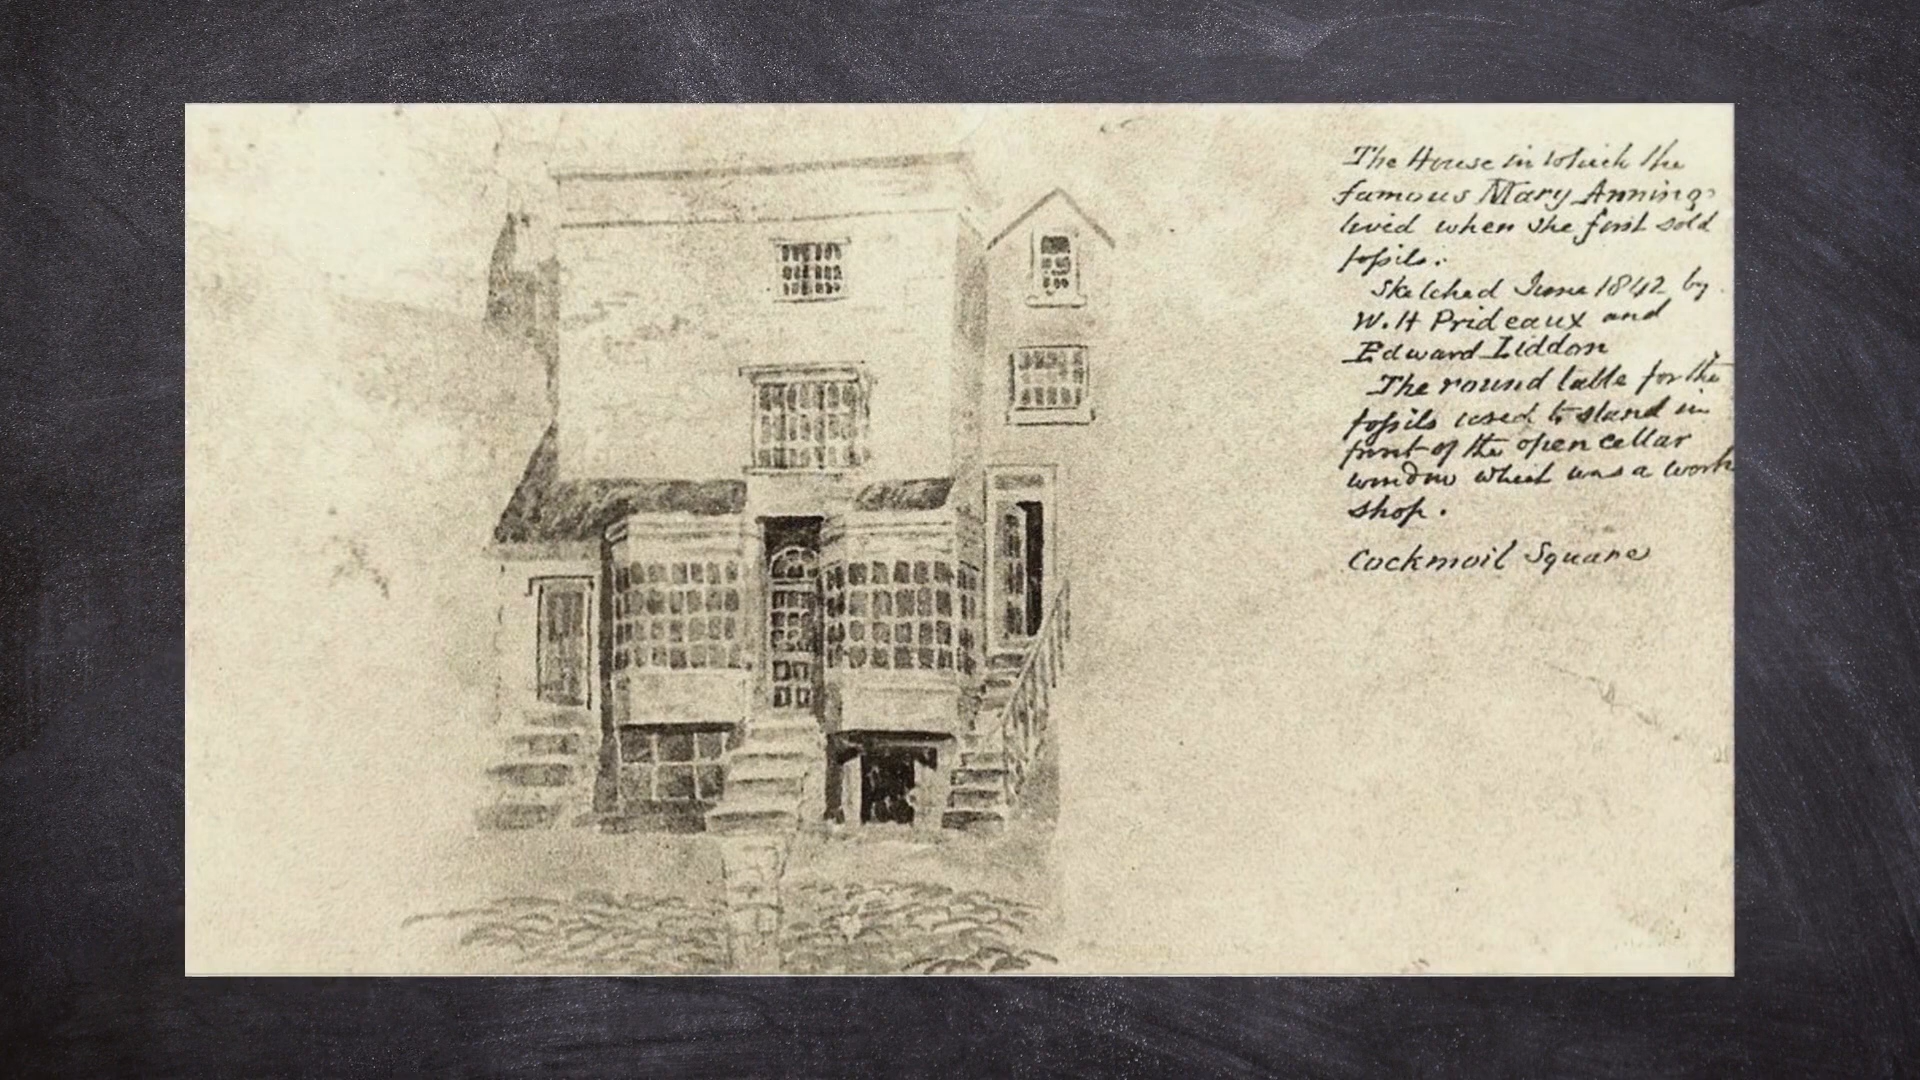 The House in which the
famous Mary Anning
lived when she first sold
fossils.
Sketched June 1842 by
W. H Prideaux and
Edward Liddon
The round table for the
fossils used to stand in
front of the open cellar
window which was a work
shop.
Cockmoil Square